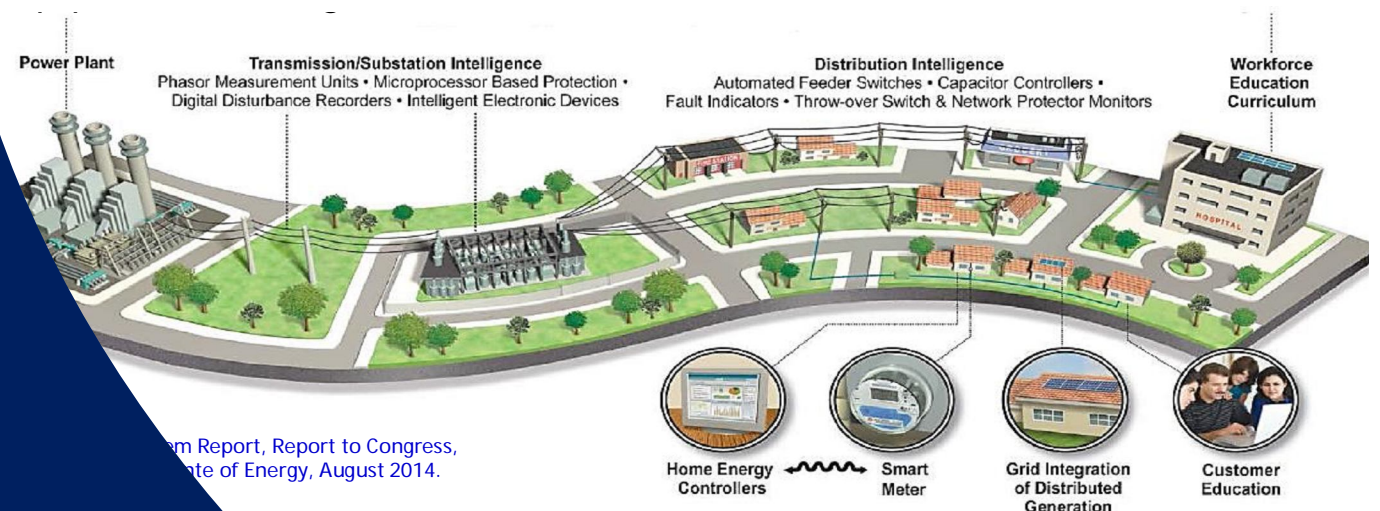 Power Plant
Transmission/Substation Intelligence
Phasor Measurement Units • Microprocessor Based Protection •
Digital Disturbance Recorders • Intelligent Electronic Devices
Distribution Intelligence
Automated Feeder Switches • Capacitor Controllers •
Fault Indicators • Throw-over Switch & Network Protector Monitors
Workforce
Education
Curriculum
STATION
HOSPITAL
Home Energy
Controllers
Smart
Meter
Grid Integration
of Distributed
Generation
Customer
Education
Report, Report to Congress,
of Energy, August 2014.